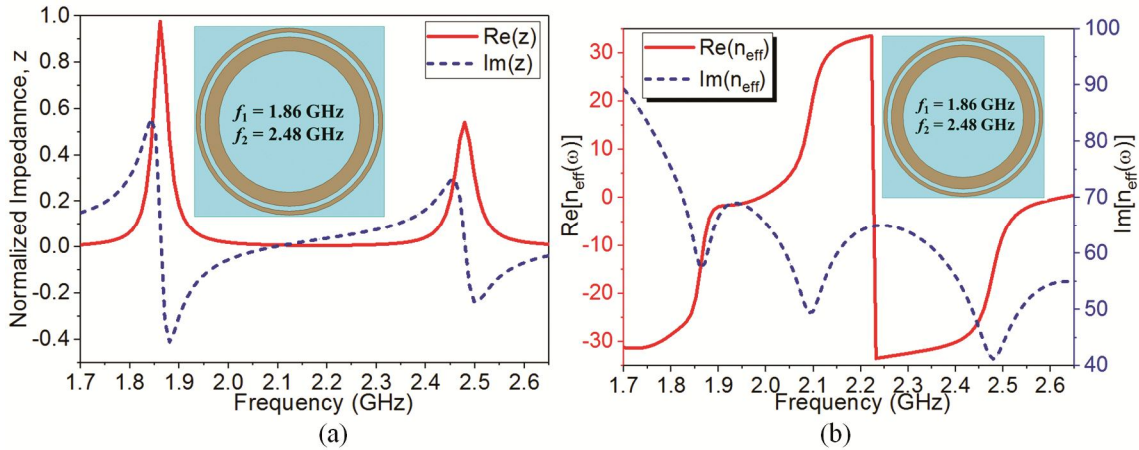 1.0
0.8
0.6
0.4
0.2
0.0
-0.2
-0.4
Normalized Impedance, z
Re(z)
Im(z)
f1 = 1.86 GHz
f2 = 2.48 GHz
1.7 1.8 1.9 2.0 2.1 2.2 2.3 2.4 2.5 2.6
Frequency (GHz)
(a)
30
20
10
0
-10
-20
-30
Re[neff(ω)]
Re(neff)
Im(neff)
f1 = 1.86 GHz
f2 = 2.48 GHz
100
90
80
70
60
50
40
Im[neff(ω)]
1.7 1.8 1.9 2.0 2.1 2.2 2.3 2.4 2.5 2.6
Frequency (GHz)
(b)